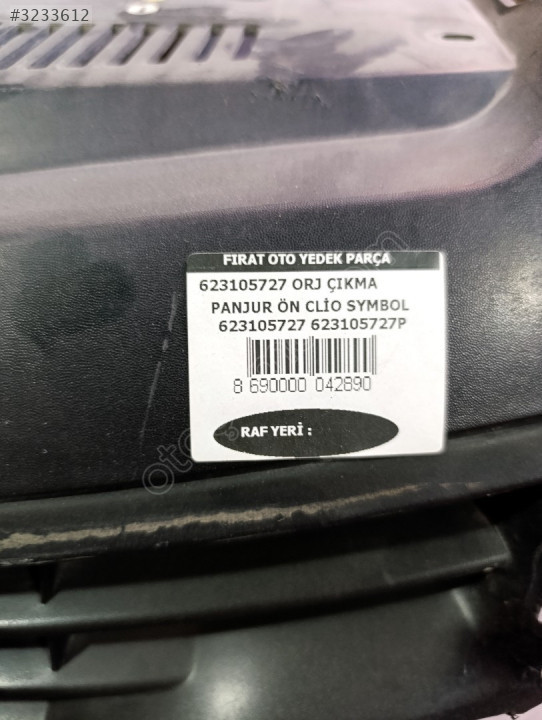 #3233612
FIRAT OTO YEDEK PARÇA
623105727 ORJ ÇIKMA
PANJUR ÖN CLİO SYMBOL
623105727 623105727P
8 690000 042890
RAF YERİ :